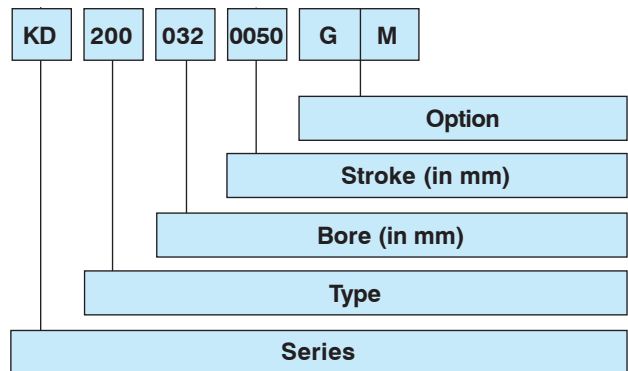 KD 200 032 0050 G M
Option
Stroke (in mm)
Bore (in mm)
Type
Series